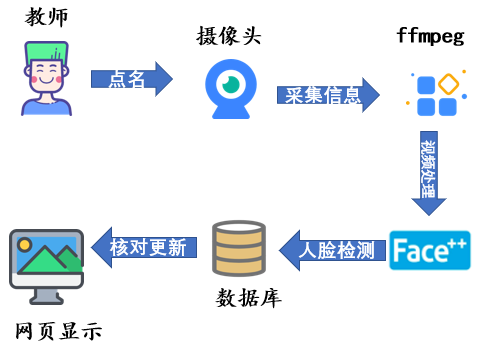 教师
点名
摄像头
采集信息
ffmpeg
视频处理
Face++
人脸检测
数据库
核对更新
网页显示